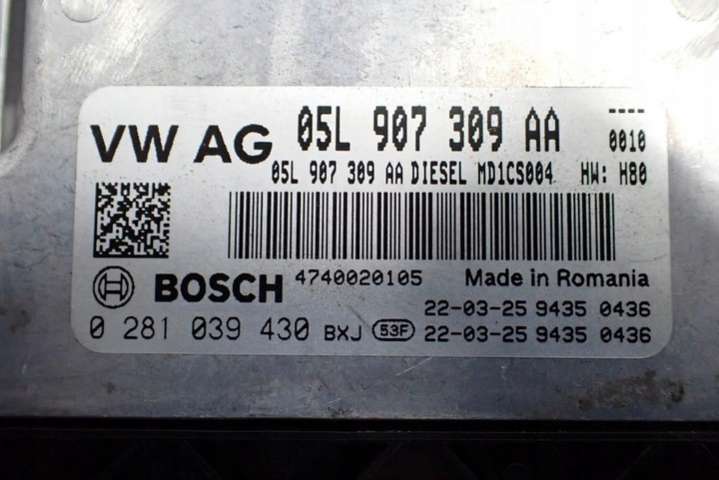 VW AG 05L 907 309 AA ----
0010
05L 907 309 AA DIESEL MD1CS004 HW: H80
BOSCH 4740020105 Made in Romania
22-03-25 9435 0436
0 281 039 430 BXJ 53F 22-03-25 9435 0436